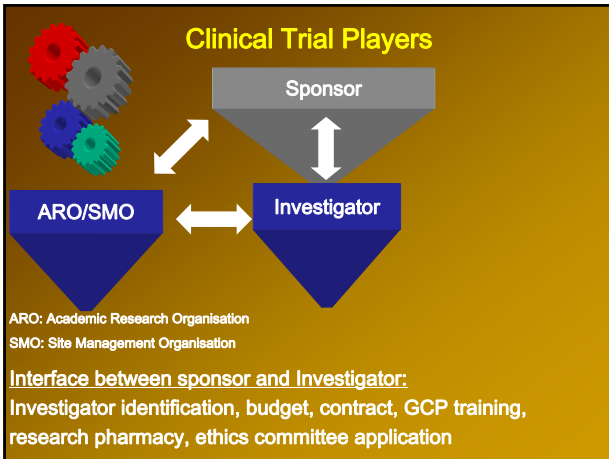 Clinical Trial Players
Sponsor
ARO/SMO
Investigator
ARO: Academic Research Organisation
SMO: Site Management Organisation
Interface between sponsor and Investigator:
Investigator identification, budget, contract, GCP training,
research pharmacy, ethics committee application